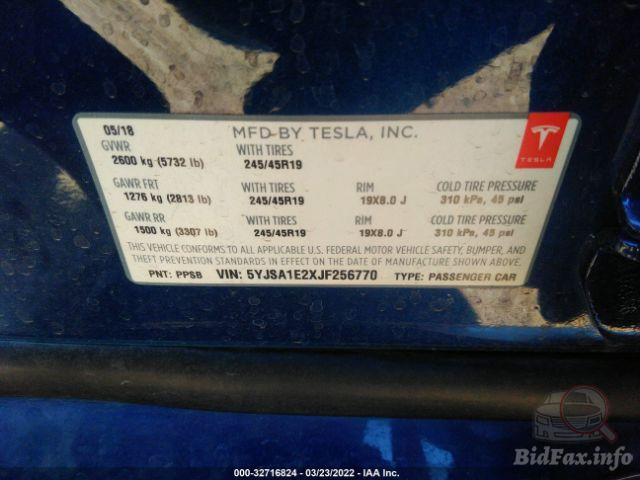 05/18 MFD BY TESLA, INC.
GVWR WITH TIRES
2600 kg (5732 lb) 245/45R19
TESLA
GAWR FRT WITH TIRES RIM COLD TIRE PRESSURE
1276 kg (2813 lb) 245/45R19 19X8.0 J 310 kPa, 45 psi
GAWR RR WITH TIRES RIM COLD TIRE PRESSURE
1500 kg (3307 lb) 245/45R19 19X8.0 J 310 kPa, 45 psi
THIS VEHICLE CONFORMS TO ALL APPLICABLE U.S. FEDERAL MOTOR VEHICLE SAFETY, BUMPER, AND
THEFT PREVENTION STANDARDS IN EFFECT ON THE DATE OF MANUFACTURE SHOWN ABOVE.
PNT: PPSB VIN: 5YJSA1E2XJF256770 TYPE: PASSENGER CAR
BidFax.info
000-32716824 - 03/23/2022 - IAA Inc.